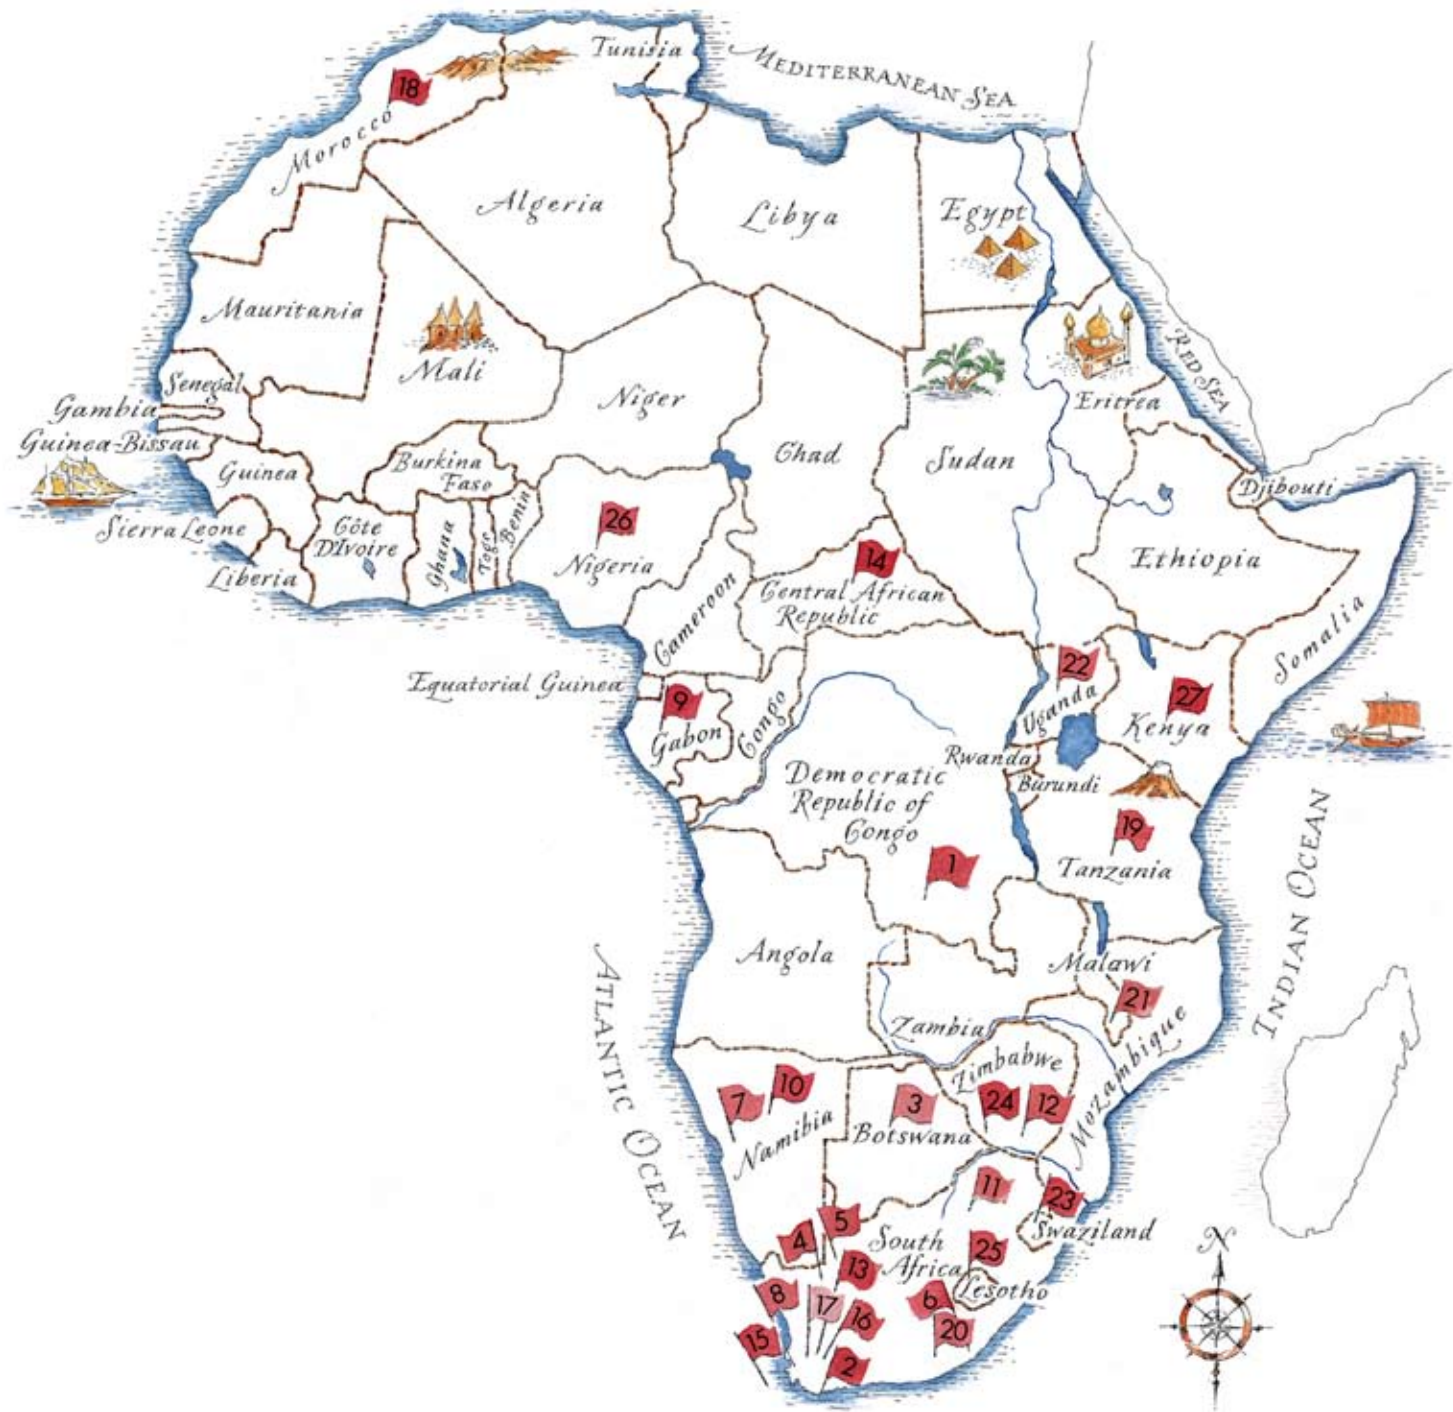 Tunisia
MEDITERRANEAN SEA
18
Morocco
Algeria
Libya
Egypt
Mauritania
Mali
Niger
Chad
Sudan
Eritrea
RED SEA
Senegal
Gambia
Guinea-Bissau
Guinea
Burkina
Faso
Djibouti
Sierra Leone
Côte
D'Ivoire
Ghana
Togo
Benin
26
Nigeria
14
Central African
Republic
Ethiopia
Liberia
Cameroon
Somalia
Equatorial Guinea
9
Gabon
Congo
22
Uganda
27
Kenya
Rwanda
Burundi
Democratic
Republic of
Congo
1
19
Tanzania
INDIAN OCEAN
Angola
Malawi
21
ATLANTIC OCEAN
Zambia
Zimbabwe
Mozambique
7
10
Namibia
3
Botswana
24
12
11
23
Swaziland
4
5
South
Africa
25
13
Lesotho
8
17
16
6
20
15
2
N